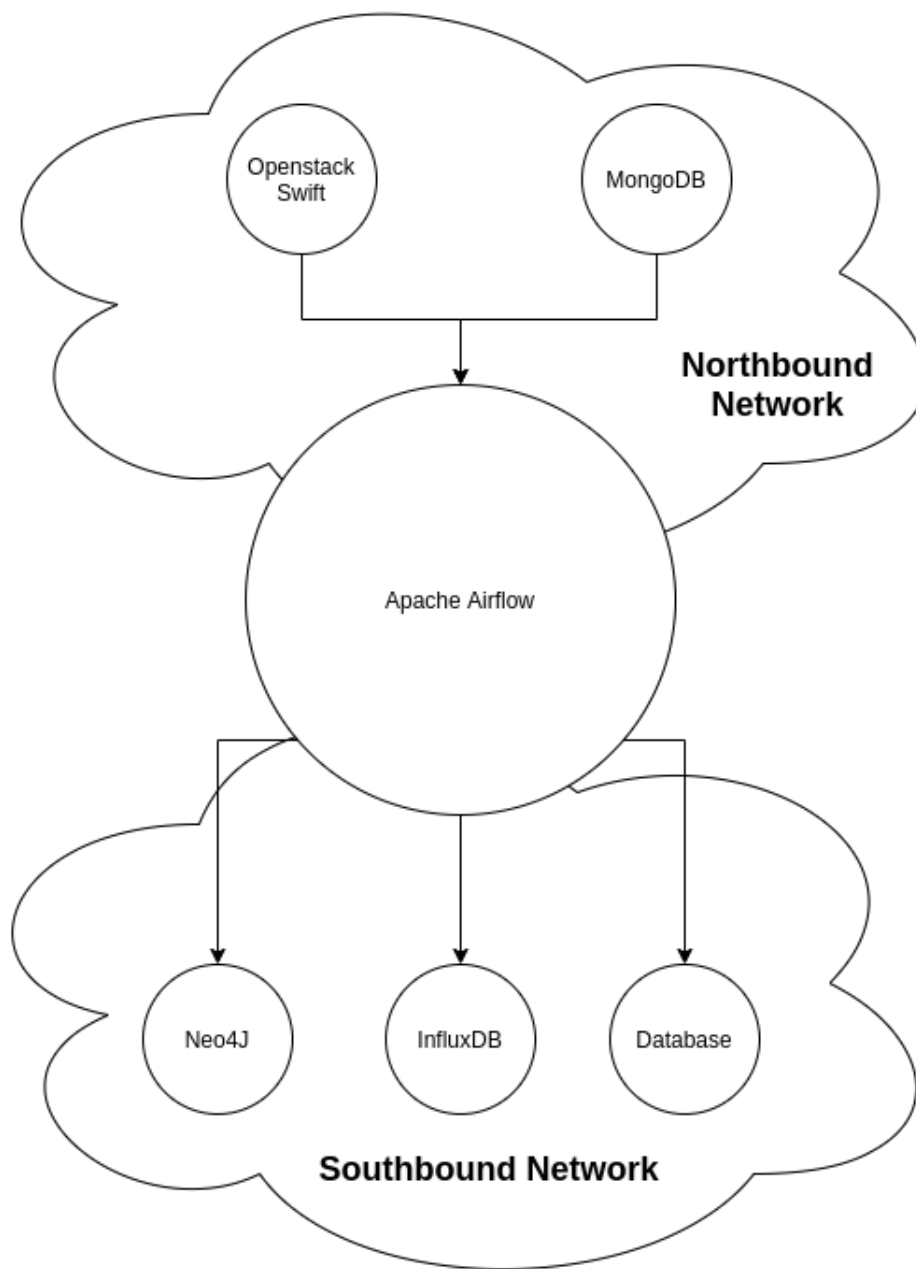 Openstack
Swift
MongoDB
Northbound
Network
Apache Airflow
Neo4J
InfluxDB
Database
Southbound Network